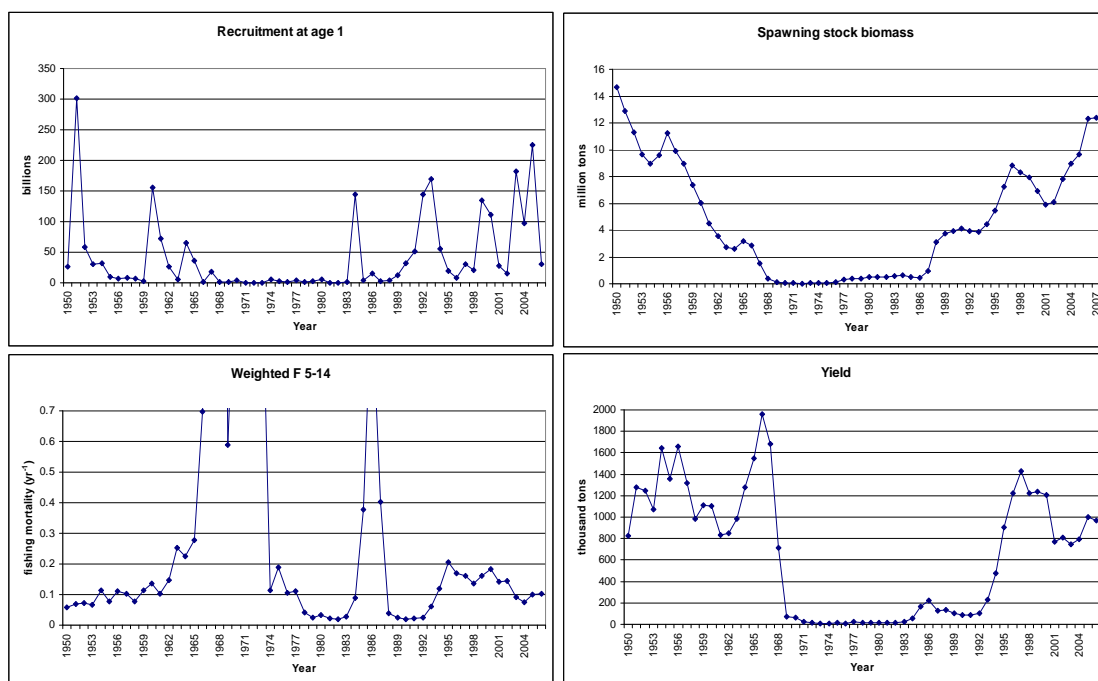 Recruitment at age 1
350
300
250
200
150
100
50
0
billions
1950 1953 1956 1959 1962 1965 1968 1971 1974 1977 1980 1983 1986 1989 1992 1995 1998 2001 2004
Year
Spawning stock biomass
16
14
12
10
8
6
4
2
0
million tons
1950 1953 1956 1959 1962 1965 1968 1971 1974 1977 1980 1983 1986 1989 1992 1995 1998 2001 2004 2007
Year
Weighted F 5-14
0.7
0.6
0.5
0.4
0.3
0.2
0.1
0
fishing mortality (yr-1)
1950 1953 1956 1959 1962 1965 1968 1971 1974 1977 1980 1983 1986 1989 1992 1995 1998 2001 2004
Year
Yield
2000
1800
1600
1400
1200
1000
800
600
400
200
0
thousand tons
1950 1953 1956 1959 1962 1965 1968 1971 1974 1977 1980 1983 1986 1989 1992 1995 1998 2001 2004
Year